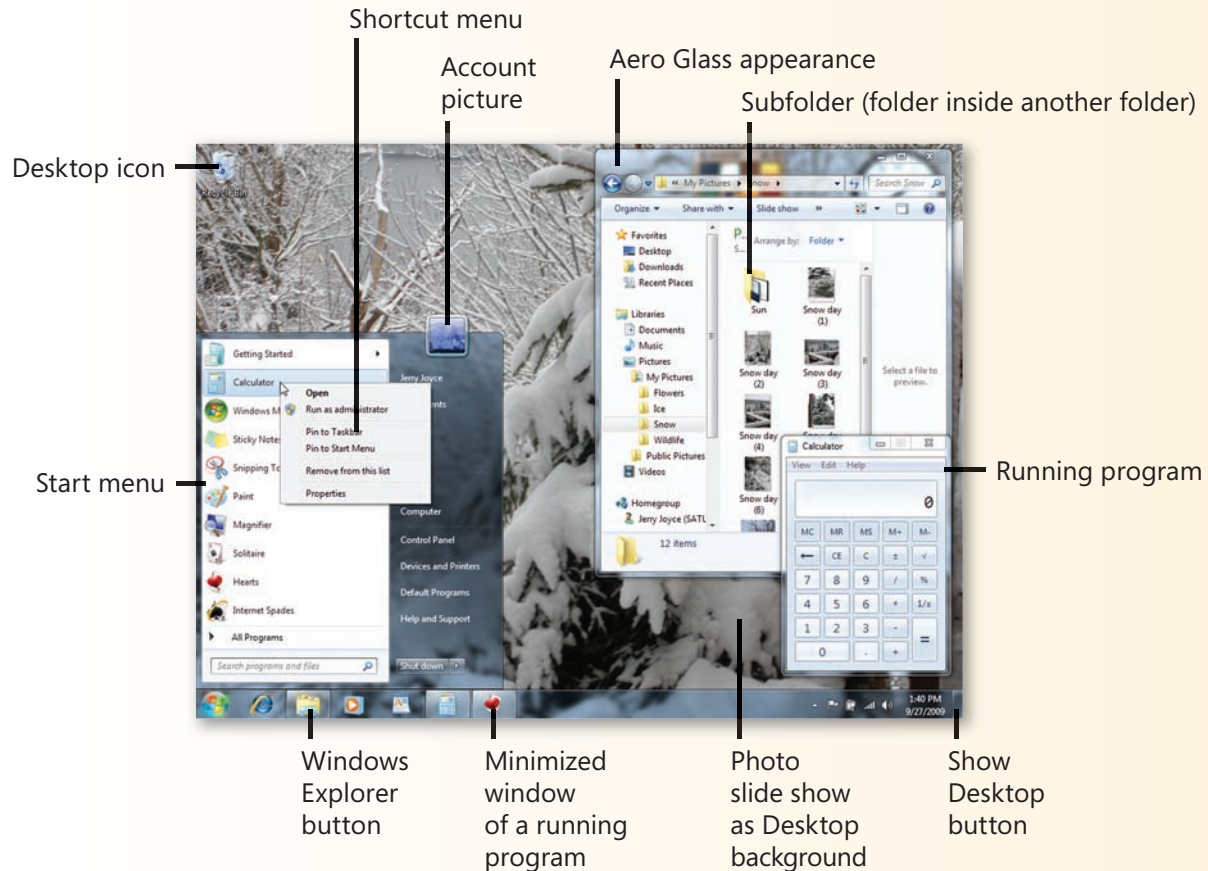 Shortcut menu
Account
picture
Aero Glass appearance
Subfolder (folder inside another folder)
Desktop icon
Recycle Bin
My Pictures
Snow
Search Snow
Organize
Share with
Slide show
Favorites
Desktop
Downloads
Recent Places
Libraries
Documents
Music
Pictures
My Pictures
Flowers
Ice
Snow
Wildlife
Public Pictures
Videos
Homegroup
Jerry Joyce (SATU
P...
S...
Arrange by: Folder
Sun
Snow day
(1)
Snow day
(2)
Snow day
(3)
Snow day
(4)
Snow day
(6)
Select a file to
preview.
12 items
Start menu
Getting Started
Calculator
Windows M
Sticky Notes
Snipping To
Paint
Magnifier
Solitaire
Hearts
Internet Spades
All Programs
Search programs and files
Open
Run as administrator
Pin to Taskbar
Pin to Start Menu
Remove from this list
Properties
Jerry Joyce
ents
Computer
Control Panel
Devices and Printers
Default Programs
Help and Support
Shut down
Calculator
View Edit Help
0
MC MR MS M+ M-
← CE C ± √
7 8 9 / %
4 5 6 * 1/x
1 2 3 - =
0 . +
Running program
1:40 PM
9/27/2009
Windows
Explorer
button
Minimized
window
of a running
program
Photo
slide show
as Desktop
background
Show
Desktop
button